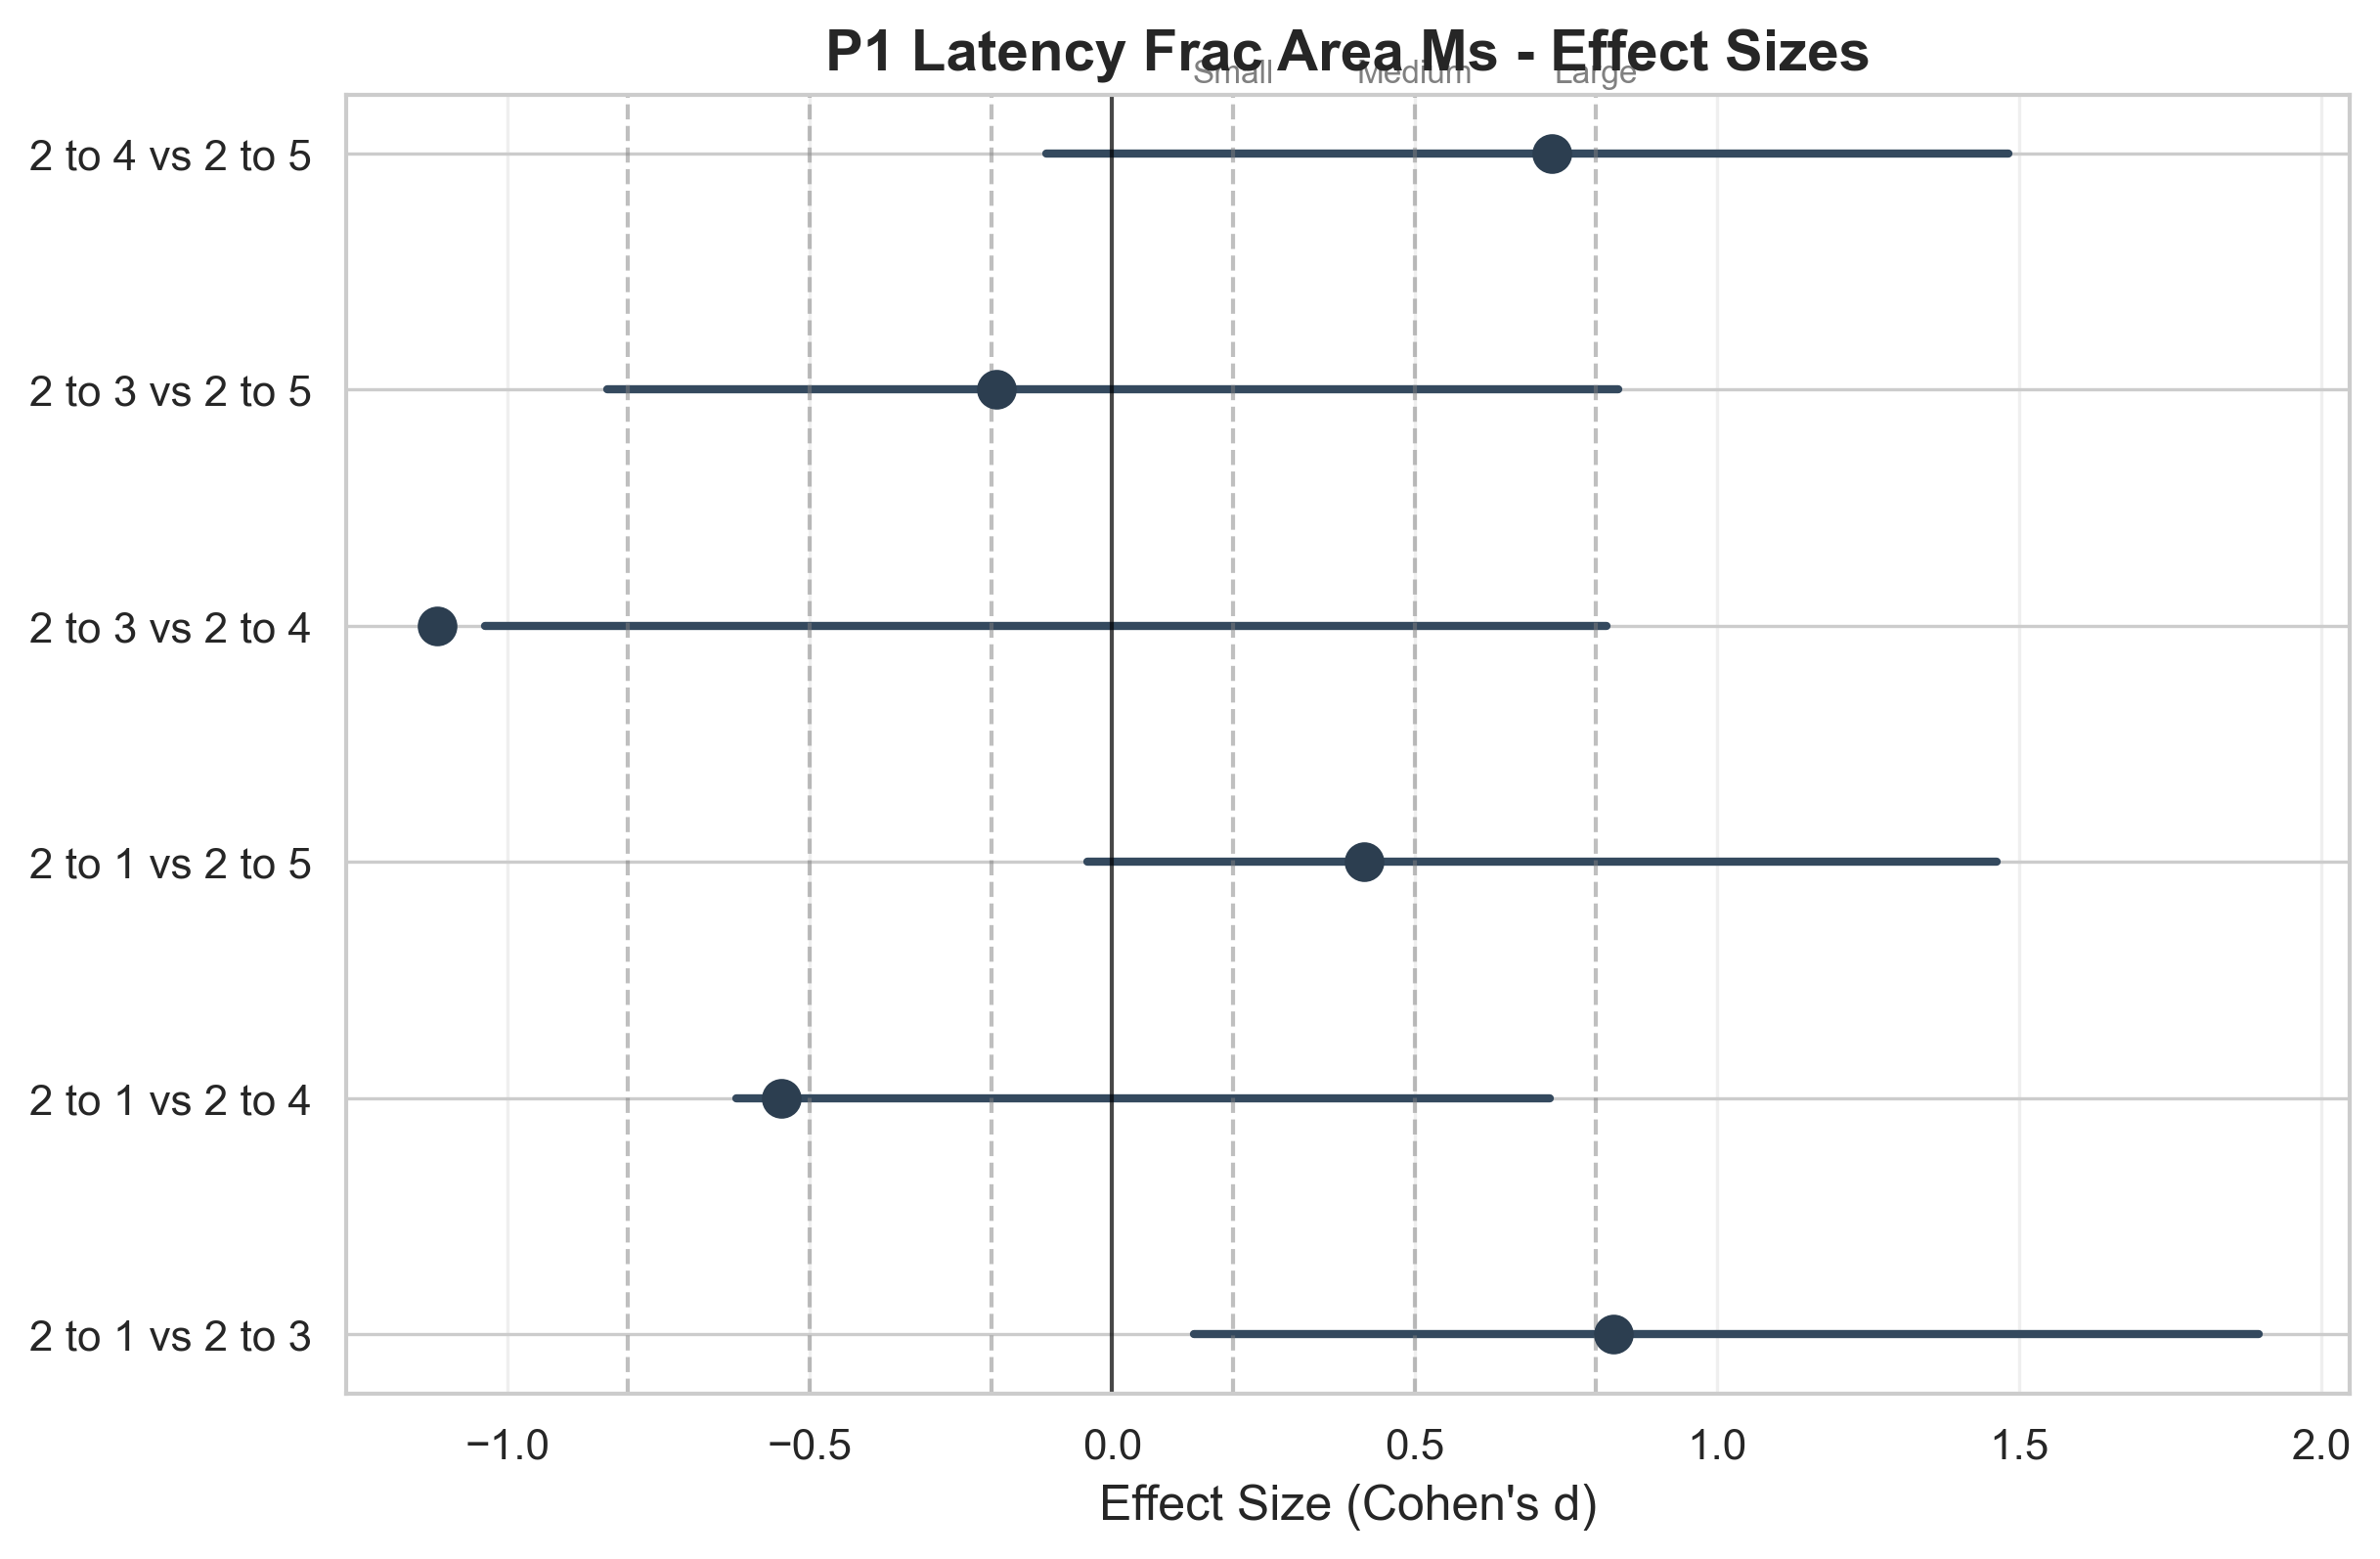 P1 Latency Frac Area Ms - Effect Sizes
Small Medium Large
2 to 4 vs 2 to 5
2 to 3 vs 2 to 5
2 to 3 vs 2 to 4
2 to 1 vs 2 to 5
2 to 1 vs 2 to 4
2 to 1 vs 2 to 3
−1.0 −0.5 0.0 0.5 1.0 1.5 2.0
Effect Size (Cohen's d)